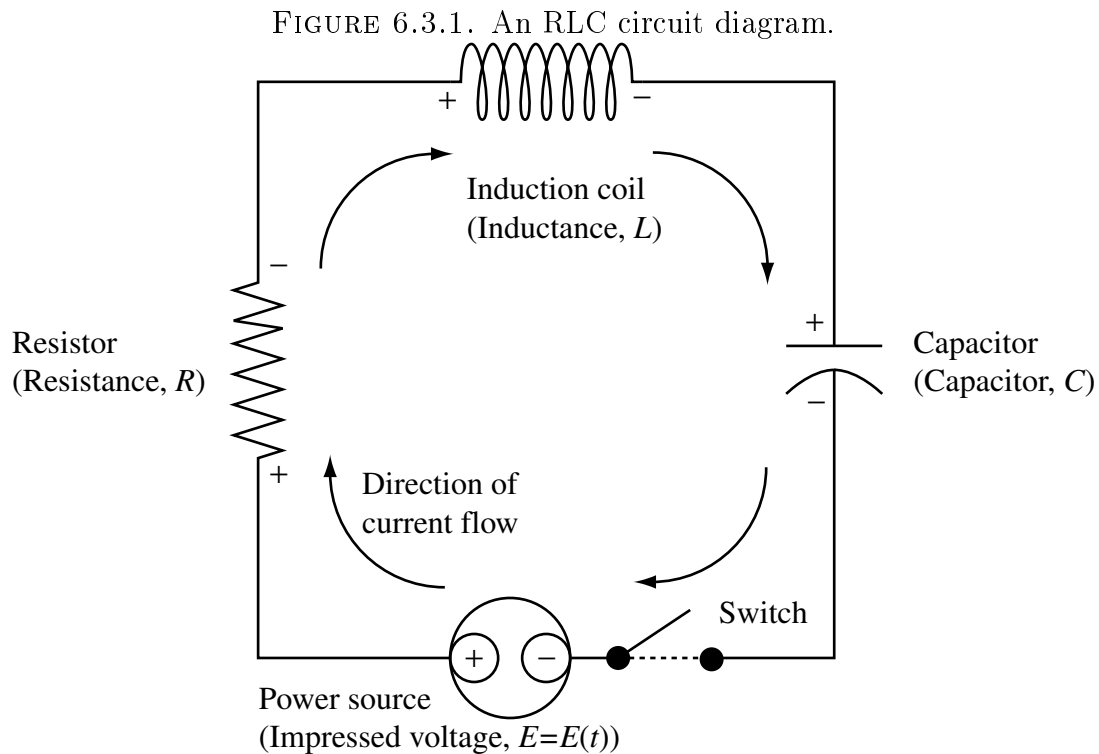 FIGURE 6.3.1. An RLC circuit diagram.
+ −
Induction coil
(Inductance, L)
−
+
Resistor
(Resistance, R)
Capacitor
(Capacitor, C)
−
+
Direction of
current flow
Switch
+ −
Power source
(Impressed voltage, E=E(t))